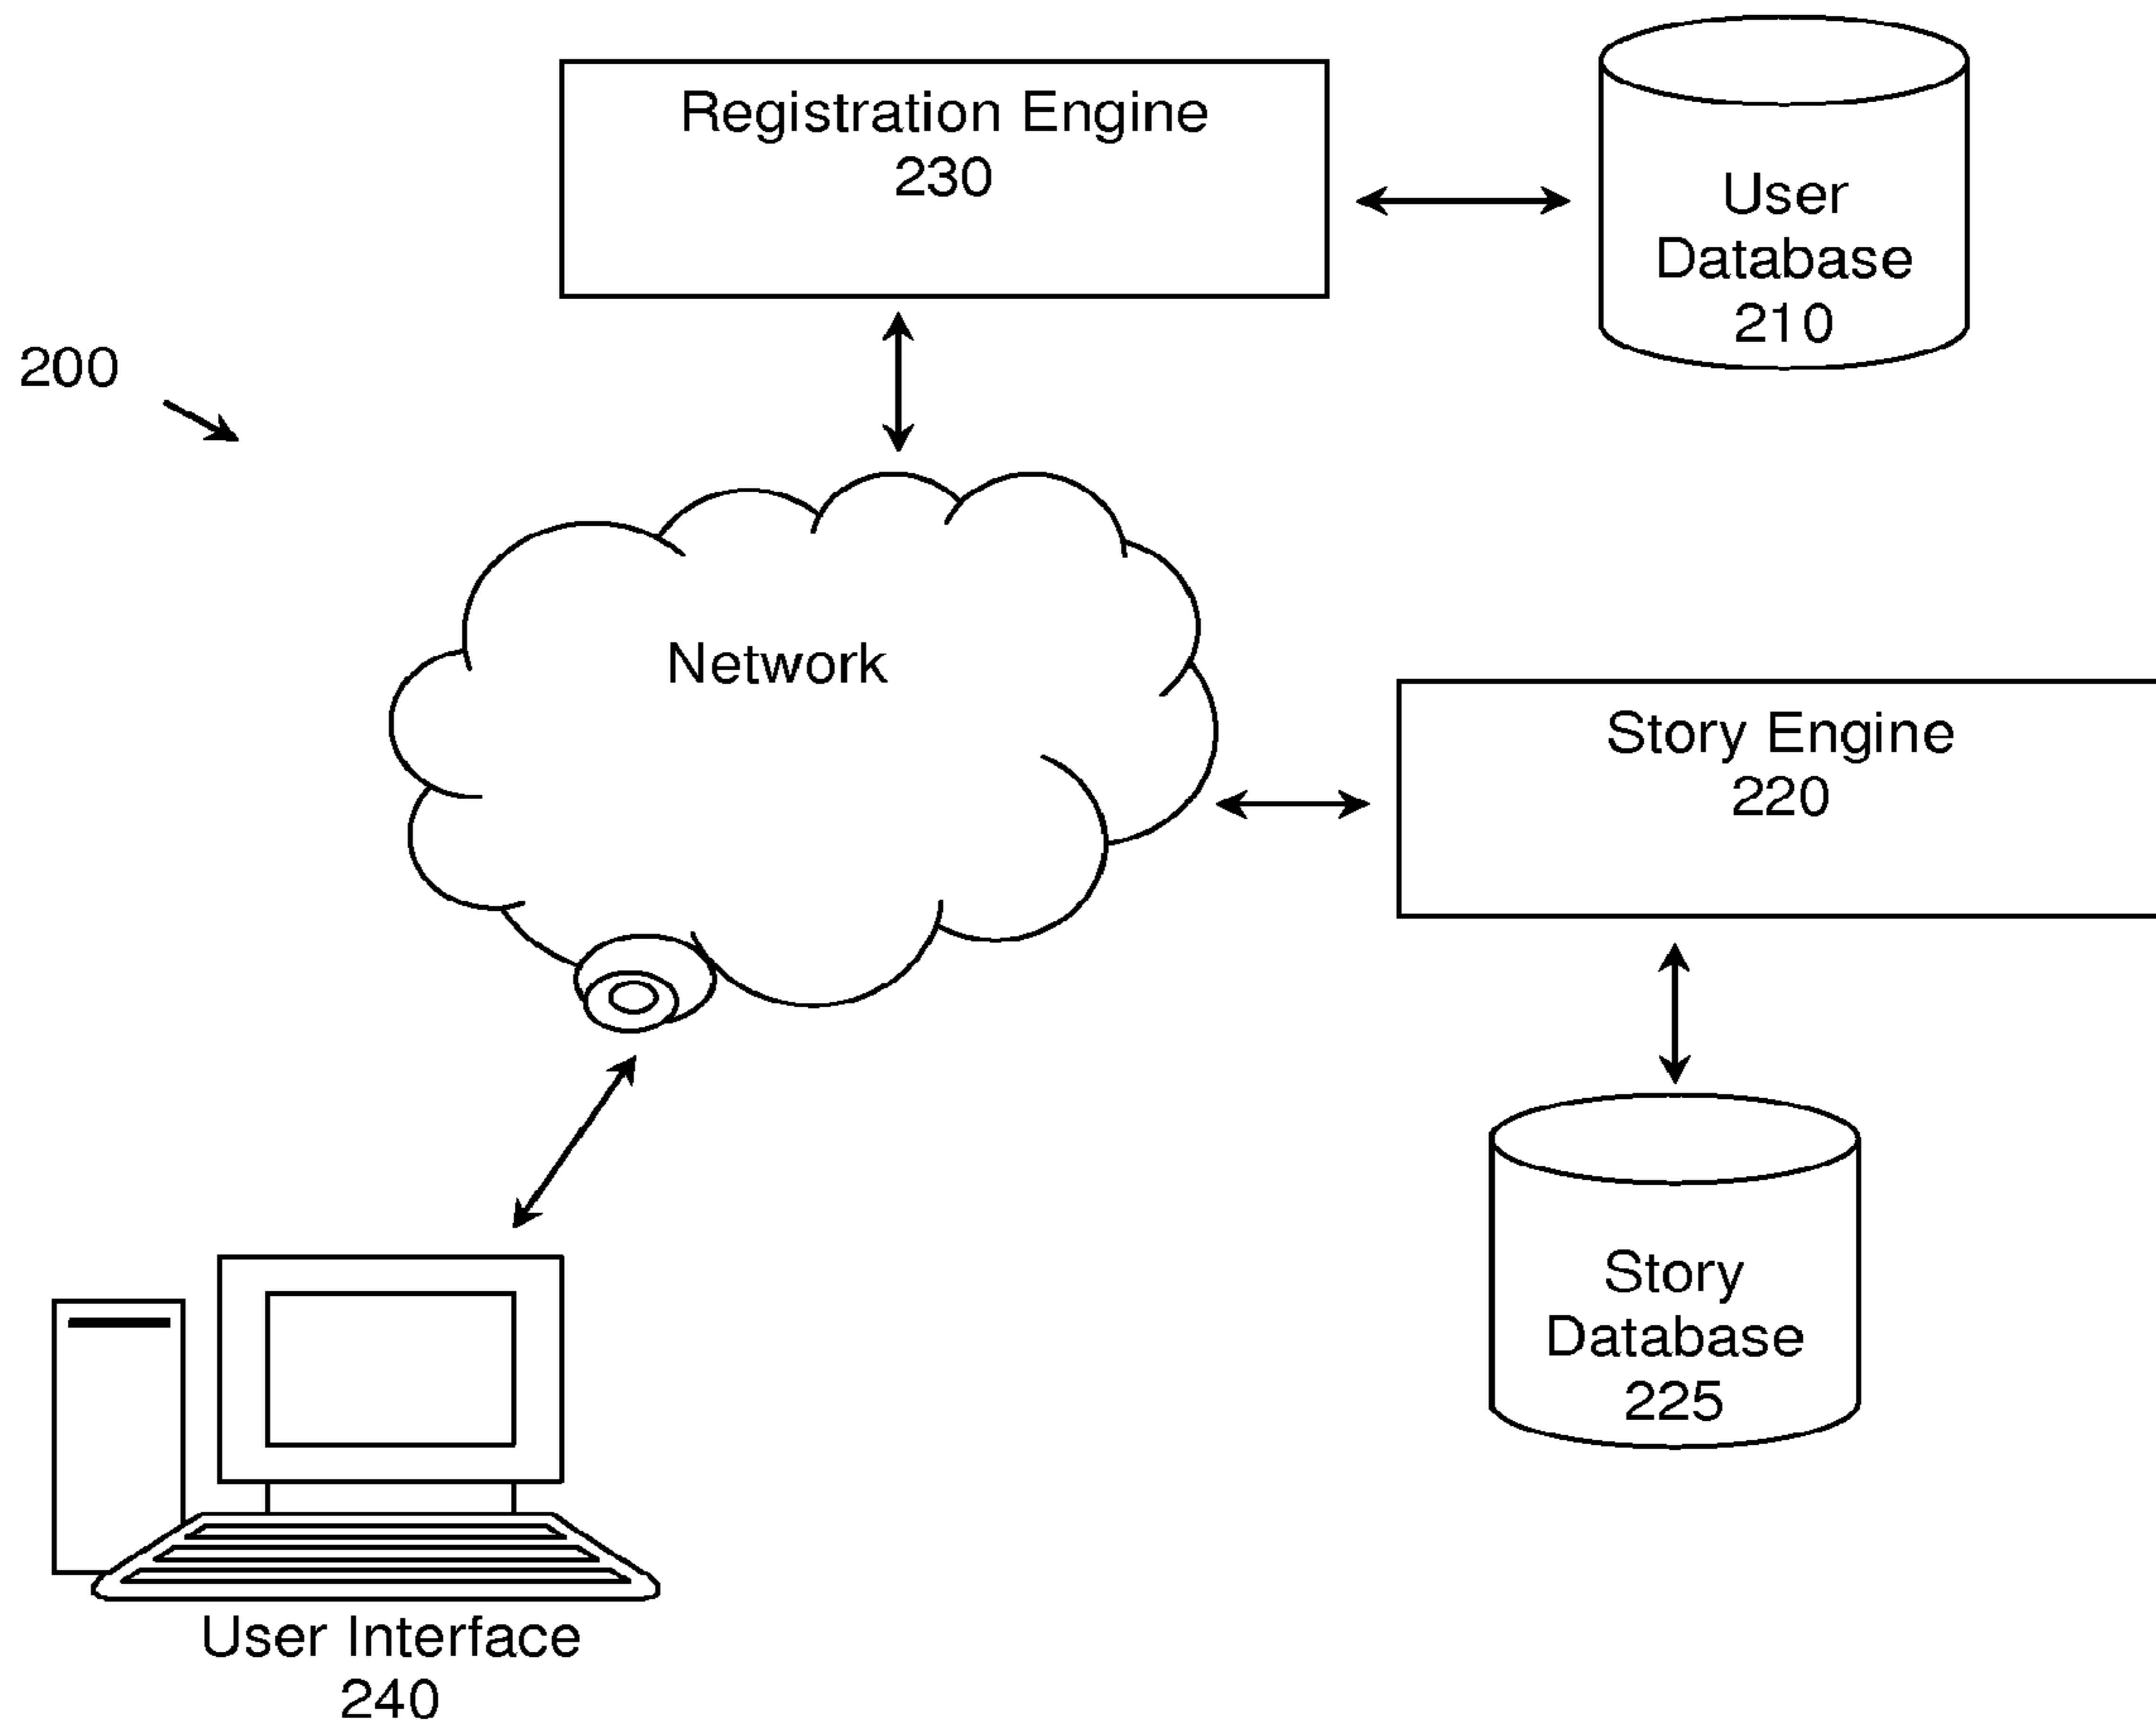 Registration Engine
230
User
Database
210
200
Network
Story Engine
220
Story
Database
225
User Interface
240